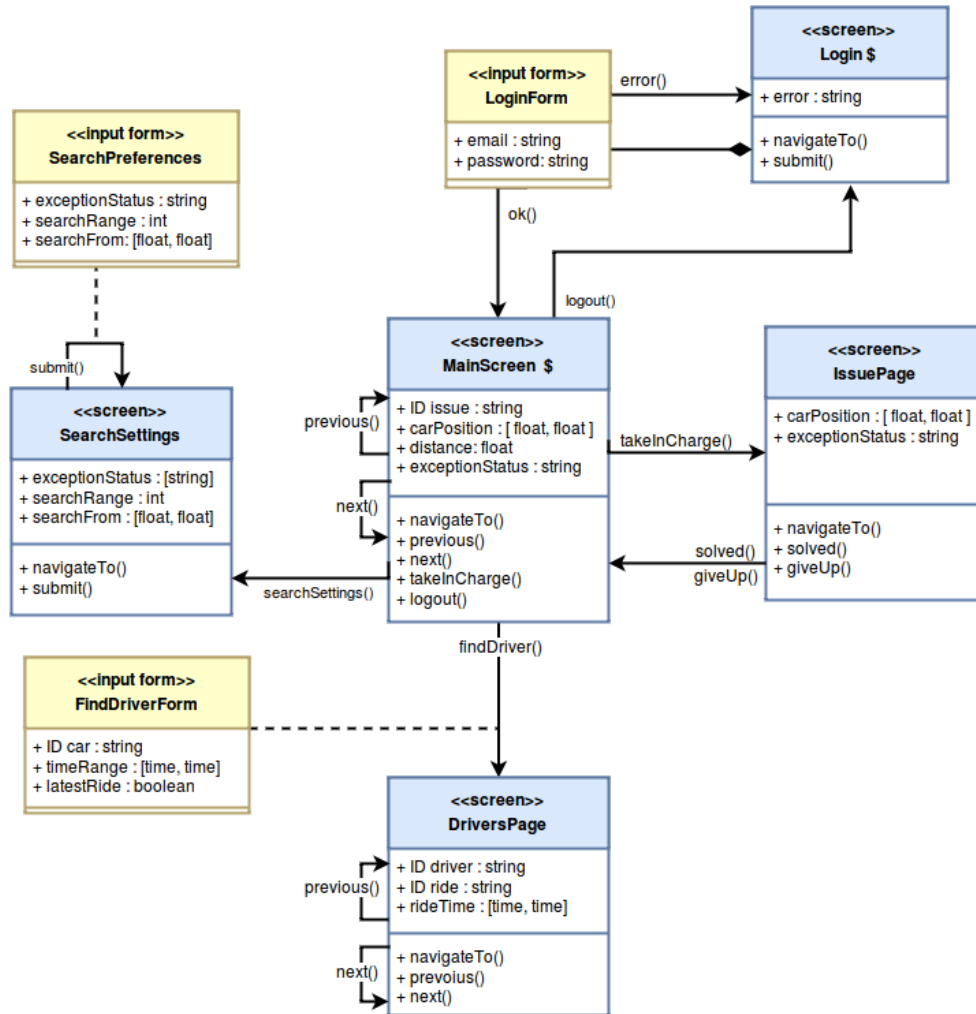 <<screen>>
Login $
+ error : string
+ navigateTo()
+ submit()
<<input form>>
LoginForm
+ email : string
+ password: string
error()
ok()
logout()
<<input form>>
SearchPreferences
+ exceptionStatus : string
+ searchRange : int
+ searchFrom: [float, float]
submit()
<<screen>>
SearchSettings
+ exceptionStatus : [string]
+ searchRange : int
+ searchFrom : [float, float]
+ navigateTo()
+ submit()
<<screen>>
MainScreen $
+ ID issue : string
+ carPosition : [ float, float ]
+ distance: float
+ exceptionStatus : string
+ navigateTo()
+ previous()
+ next()
+ takeInCharge()
+ logout()
previous()
next()
searchSettings()
takeInCharge()
<<screen>>
IssuePage
+ carPosition : [ float, float ]
+ exceptionStatus : string
+ navigateTo()
+ solved()
+ giveUp()
solved()
giveUp()
findDriver()
<<input form>>
FindDriverForm
+ ID car : string
+ timeRange : [time, time]
+ latestRide : boolean
<<screen>>
DriversPage
+ ID driver : string
+ ID ride : string
+ rideTime : [time, time]
+ navigateTo()
+ prevoius()
+ next()
previous()
next()